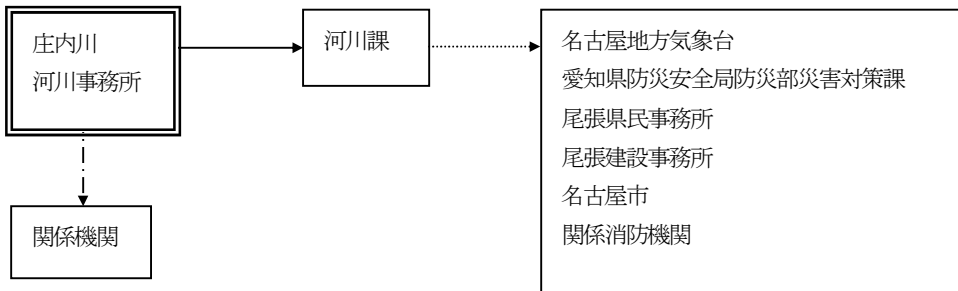 庄内川
河川事務所
河川課
名古屋地方気象台
愛知県防災安全局防災部災害対策課
尾張県民事務所
尾張建設事務所
名古屋市
関係消防機関
関係機関